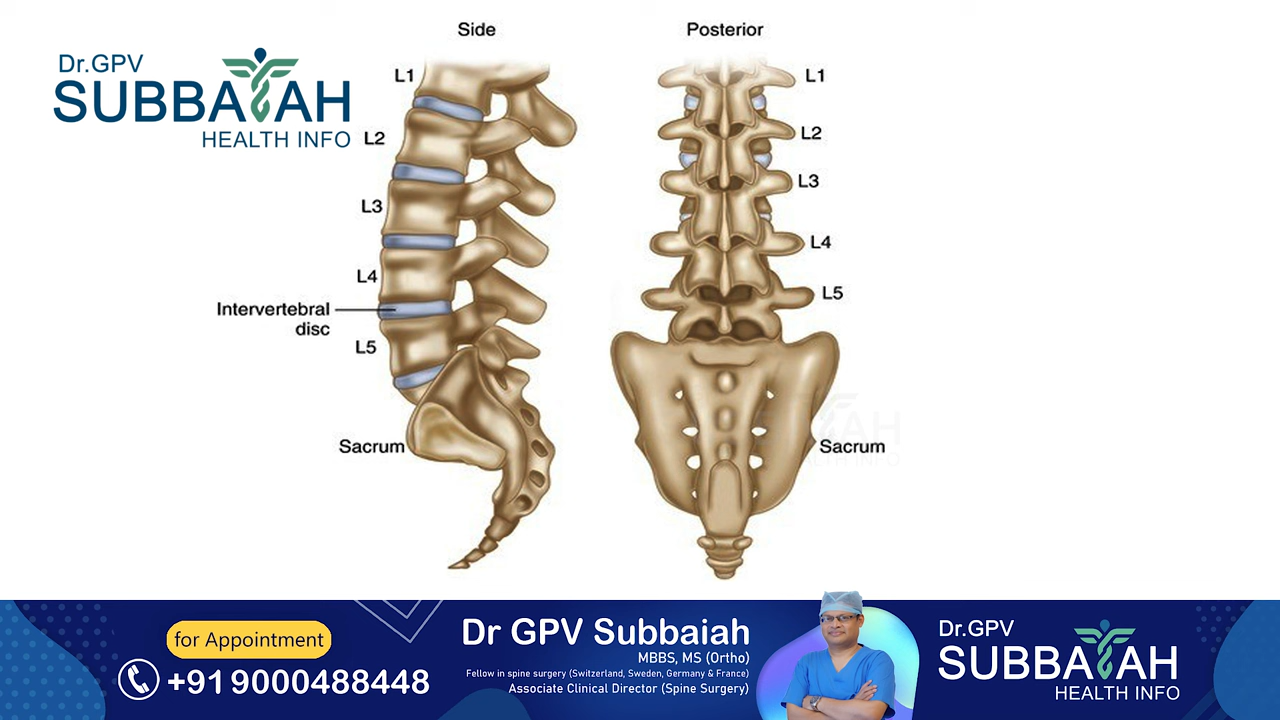 Side
Posterior
Dr.GPV
SUBBAIAH
HEALTH INFO
L1
L2
L3
L4
Intervertebral
disc
L5
Sacrum
L1
L2
L3
L4
L5
Sacrum
for Appointment
+91 9000488448
Dr GPV Subbaiah
MBBS, MS (Ortho)
Fellow in spine surgery (Switzerland, Sweden, Germany & France)
Associate Clinical Director (Spine Surgery)
Dr.GPV
SUBBAIAH
HEALTH INFO